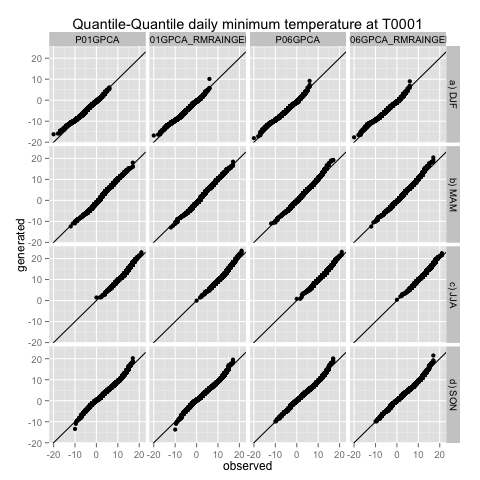 Quantile-Quantile daily minimum temperature at T0001
P01GPCA 01GPCA_RMRAINGE P06GPCA 06GPCA_RMRAINGE
20
10
0
-10
-20
a) DJF
20
10
0
-10
-20
b) MAM
20
10
0
-10
-20
c) JJA
20
10
0
-10
-20
d) SON
generated
-20 -10 0 10 20 -20 -10 0 10 20 -20 -10 0 10 20 -20 -10 0 10 20
observed